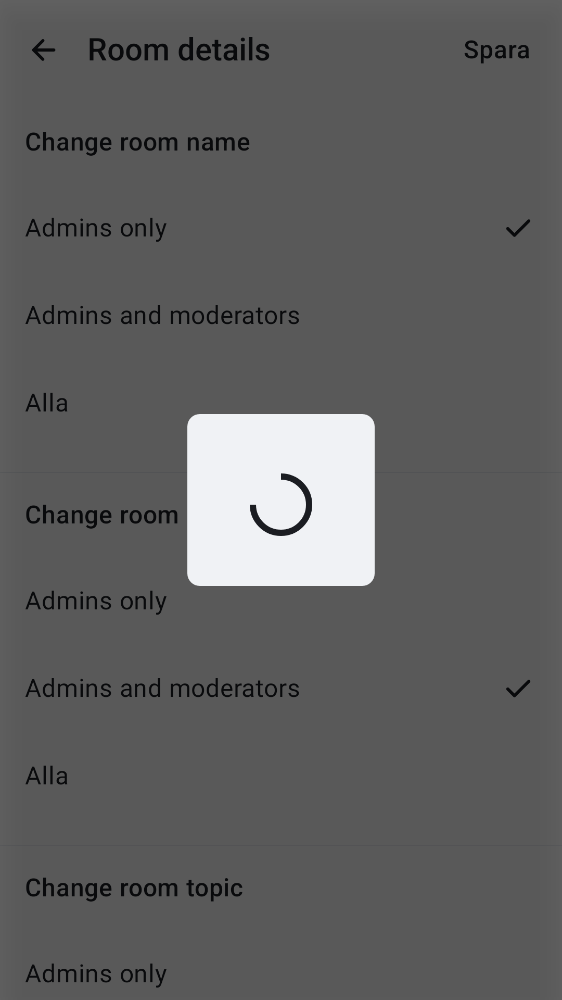 Room details
Spara
Change room name
Admins only
Admins and moderators
Alla
Change room
Admins only
Admins and moderators
Alla
Change room topic
Admins only